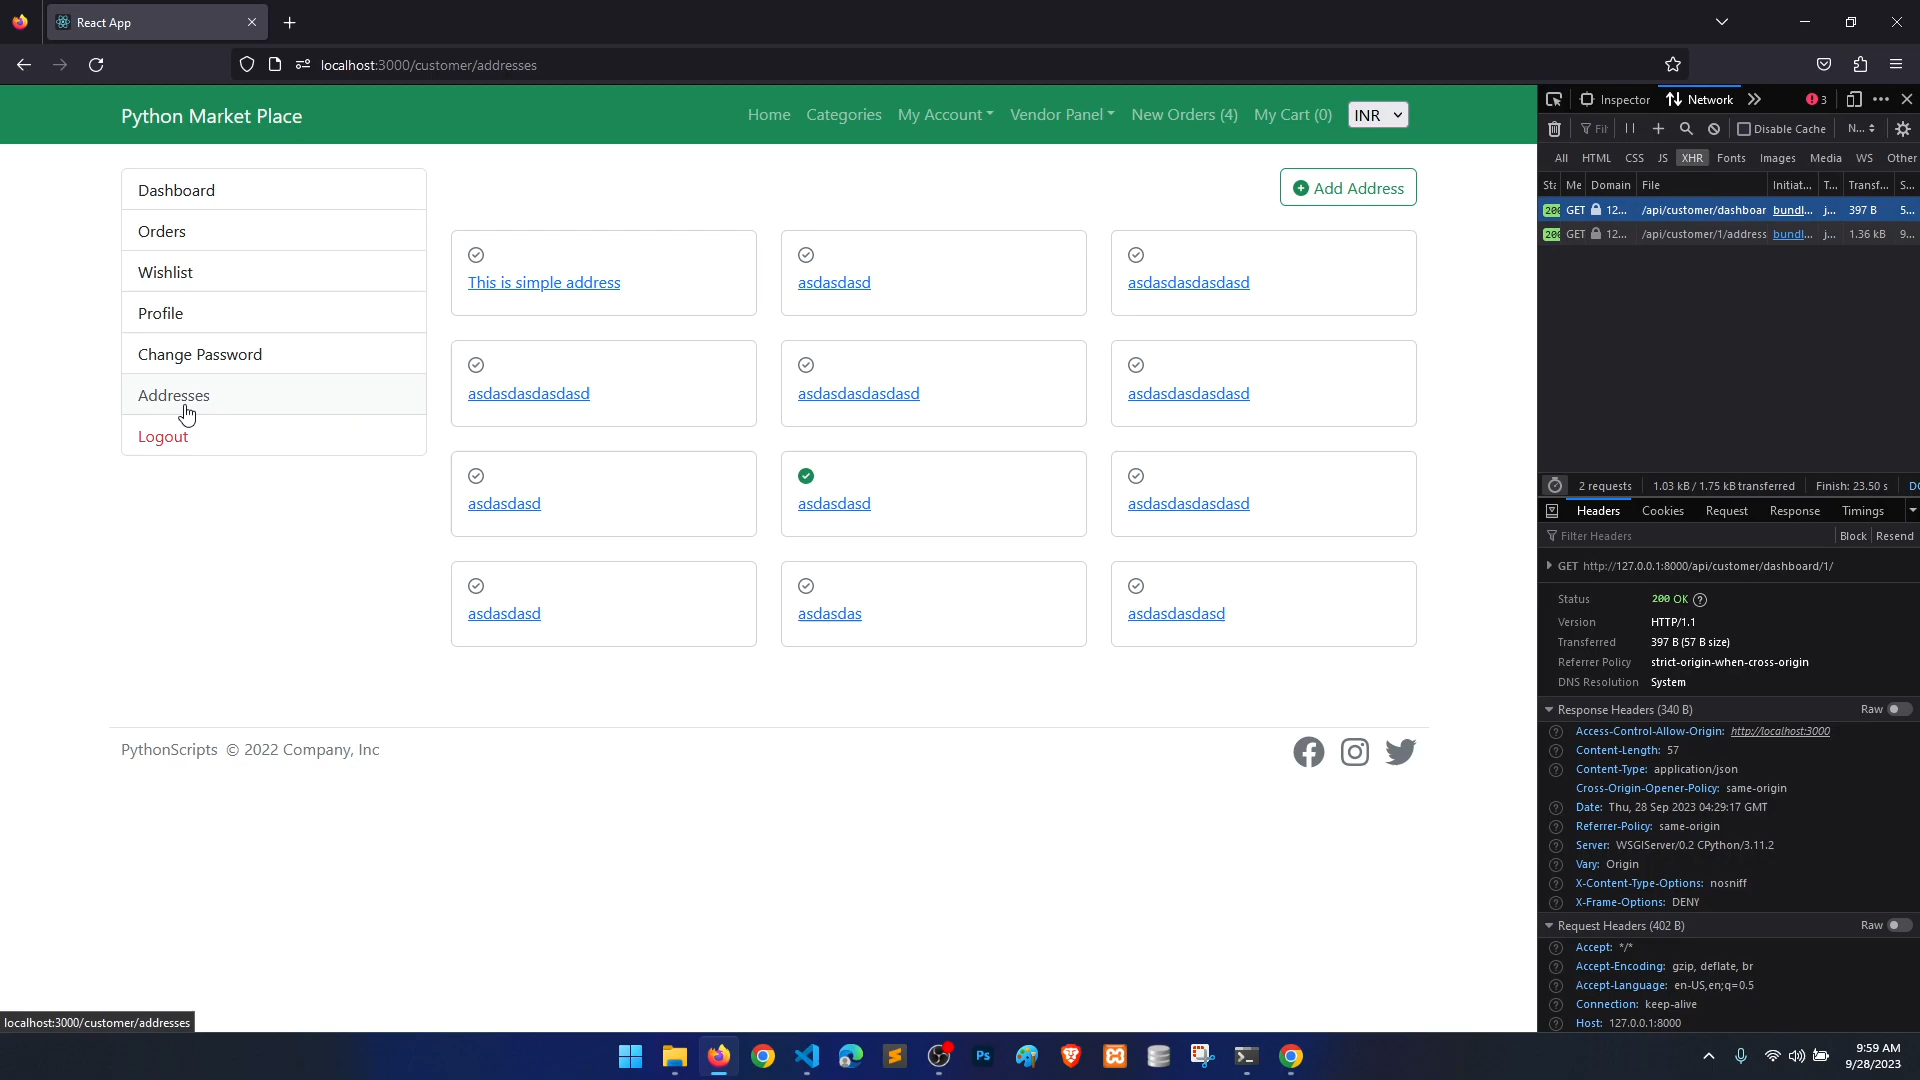 React App
localhost:3000/customer/addresses
Python Market Place
Home
Categories
My Account
Vendor Panel
New Orders (4)
My Cart (0)
INR
Dashboard
Orders
Wishlist
Profile
Change Password
Addresses
Logout
Add Address
This is simple address
asdasdasd
asdasdasdasdasd
asdasdasdasdasd
asdasdasdasdasd
asdasdasdasdasd
asdasdasd
asdasdasd
asdasdasdasdasd
asdasdasd
asdasdas
asdasdasdasd
PythonScripts © 2022 Company, Inc
localhost:3000/customer/addresses
Inspector
Network
3
Disable Cache
N...
All HTML CSS JS XHR Fonts Images Media WS Other
Me Domain File Initiat... T... Transf... S...
GET 12... /api/customer/dashboar bundl... j... 397 B 5...
GET 12... /api/customer/1/address bundl... j... 1.36 kB 9...
2 requests
1.03 kB / 1.75 kB transferred
Finish: 23.50 s
Headers Cookies Request Response Timings
Filter Headers
Block Resend
GET http://127.0.0.1:8000/api/customer/dashboard/1/
Status 200 OK
Version HTTP/1.1
Transferred 397 B (57 B size)
Referrer Policy strict-origin-when-cross-origin
DNS Resolution System
Response Headers (340 B) Raw
Access-Control-Allow-Origin: http://localhost:3000
Content-Length: 57
Content-Type: application/json
Cross-Origin-Opener-Policy: same-origin
Date: Thu, 28 Sep 2023 04:29:17 GMT
Referrer-Policy: same-origin
Server: WSGIServer/0.2 CPython/3.11.2
Vary: Origin
X-Content-Type-Options: nosniff
X-Frame-Options: DENY
Request Headers (402 B) Raw
Accept: */*
Accept-Encoding: gzip, deflate, br
Accept-Language: en-US,en;q=0.5
Connection: keep-alive
Host: 127.0.0.1:8000
Ps
9:59 AM
9/28/2023